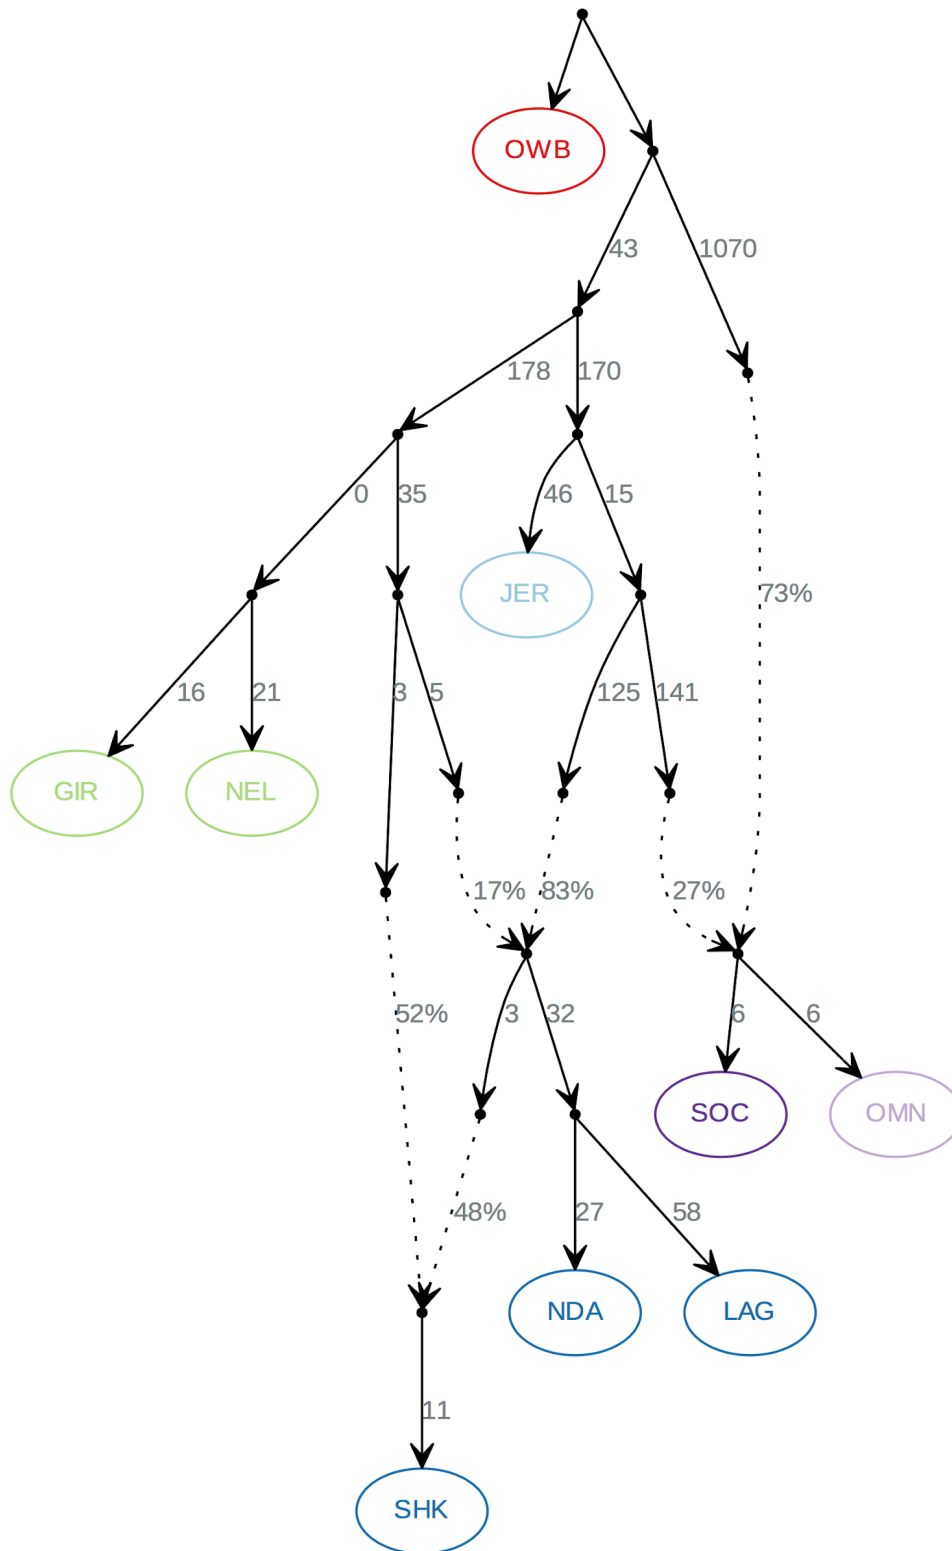 OWB
43 1070
178 170
0 35 46 15
JER 73%
16 21 3 5 125 141
GIR NEL
17% 83% 27%
52% 3 32 6 6
SOC OMN
48% 27 58
NDA LAG
11
SHK